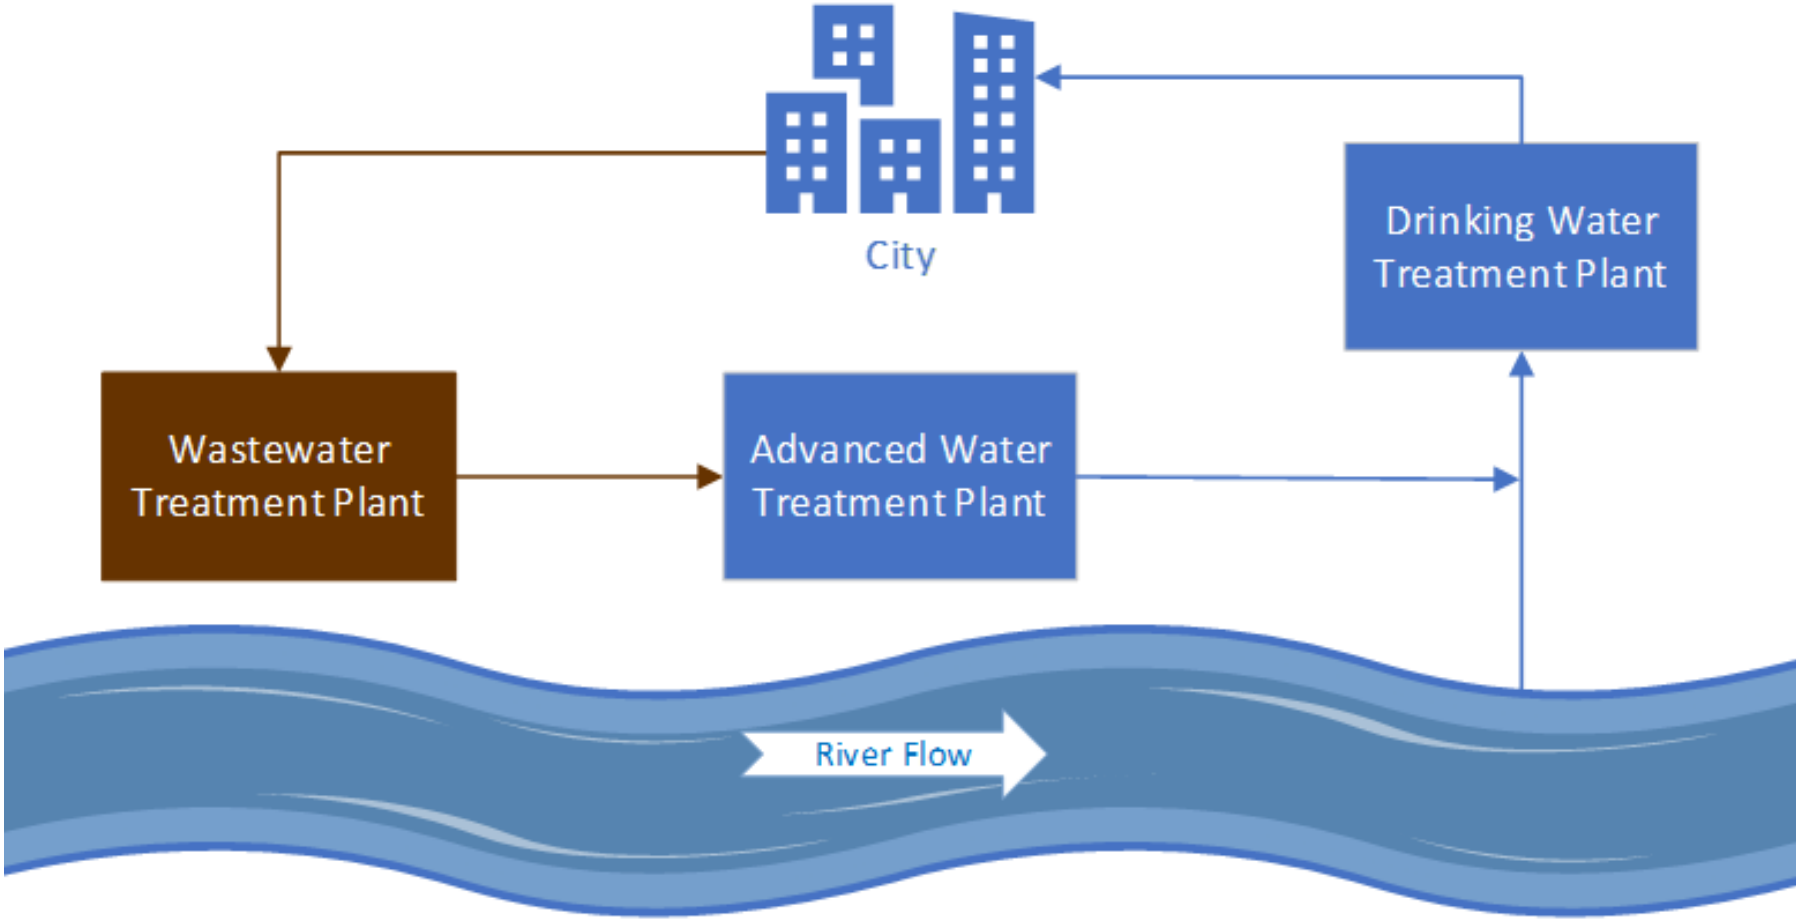 City
Drinking Water
Treatment Plant
Wastewater
Treatment Plant
Advanced Water
Treatment Plant
River Flow